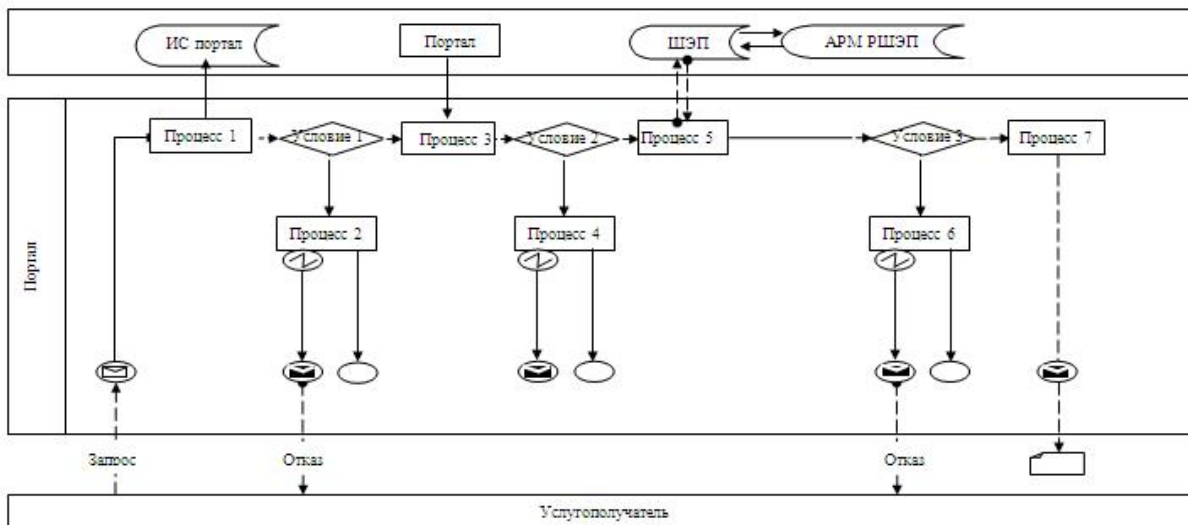 ИС портал
Портал
ШЭП
АРМ РШЭП
Портал
Процесс 1
Условие 1
Процесс 3
Условие 2
Процесс 5
Условие 3
Процесс 7
Процесс 2
Процесс 4
Процесс 6
Запрос
Отказ
Отказ
Услугополучатель